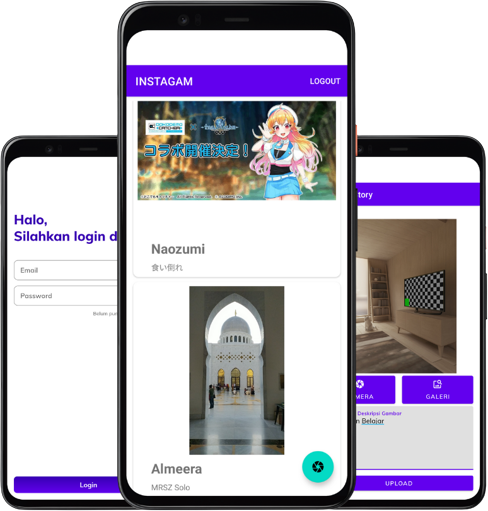 Halo,
Silahkan login d
Email
Password
Belum pun
Login
INSTAGAM
LOGOUT
コラボ開催決定！
Naozumi
食い倒れ
Almeera
MRSZ Solo
tory
MERA
GALERI
Deskripsi Gambar
n Belajar
UPLOAD